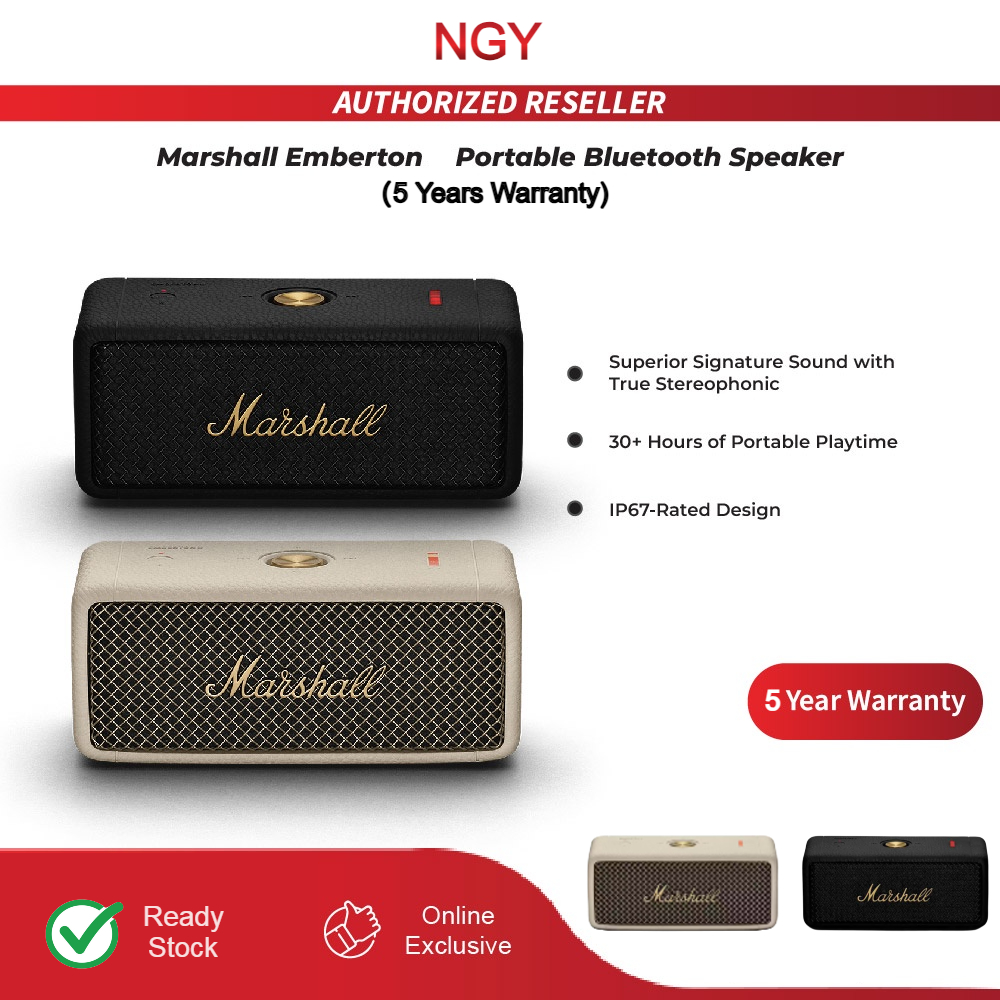 NGY
AUTHORIZED RESELLER
Marshall Emberton Portable Bluetooth Speaker
(5 Years Warranty)
Marshall
Superior Signature Sound with
True Stereophonic
30+ Hours of Portable Playtime
IP67-Rated Design
Marshall
5 Year Warranty
Marshall
Marshall
Ready
Stock
Online
Exclusive